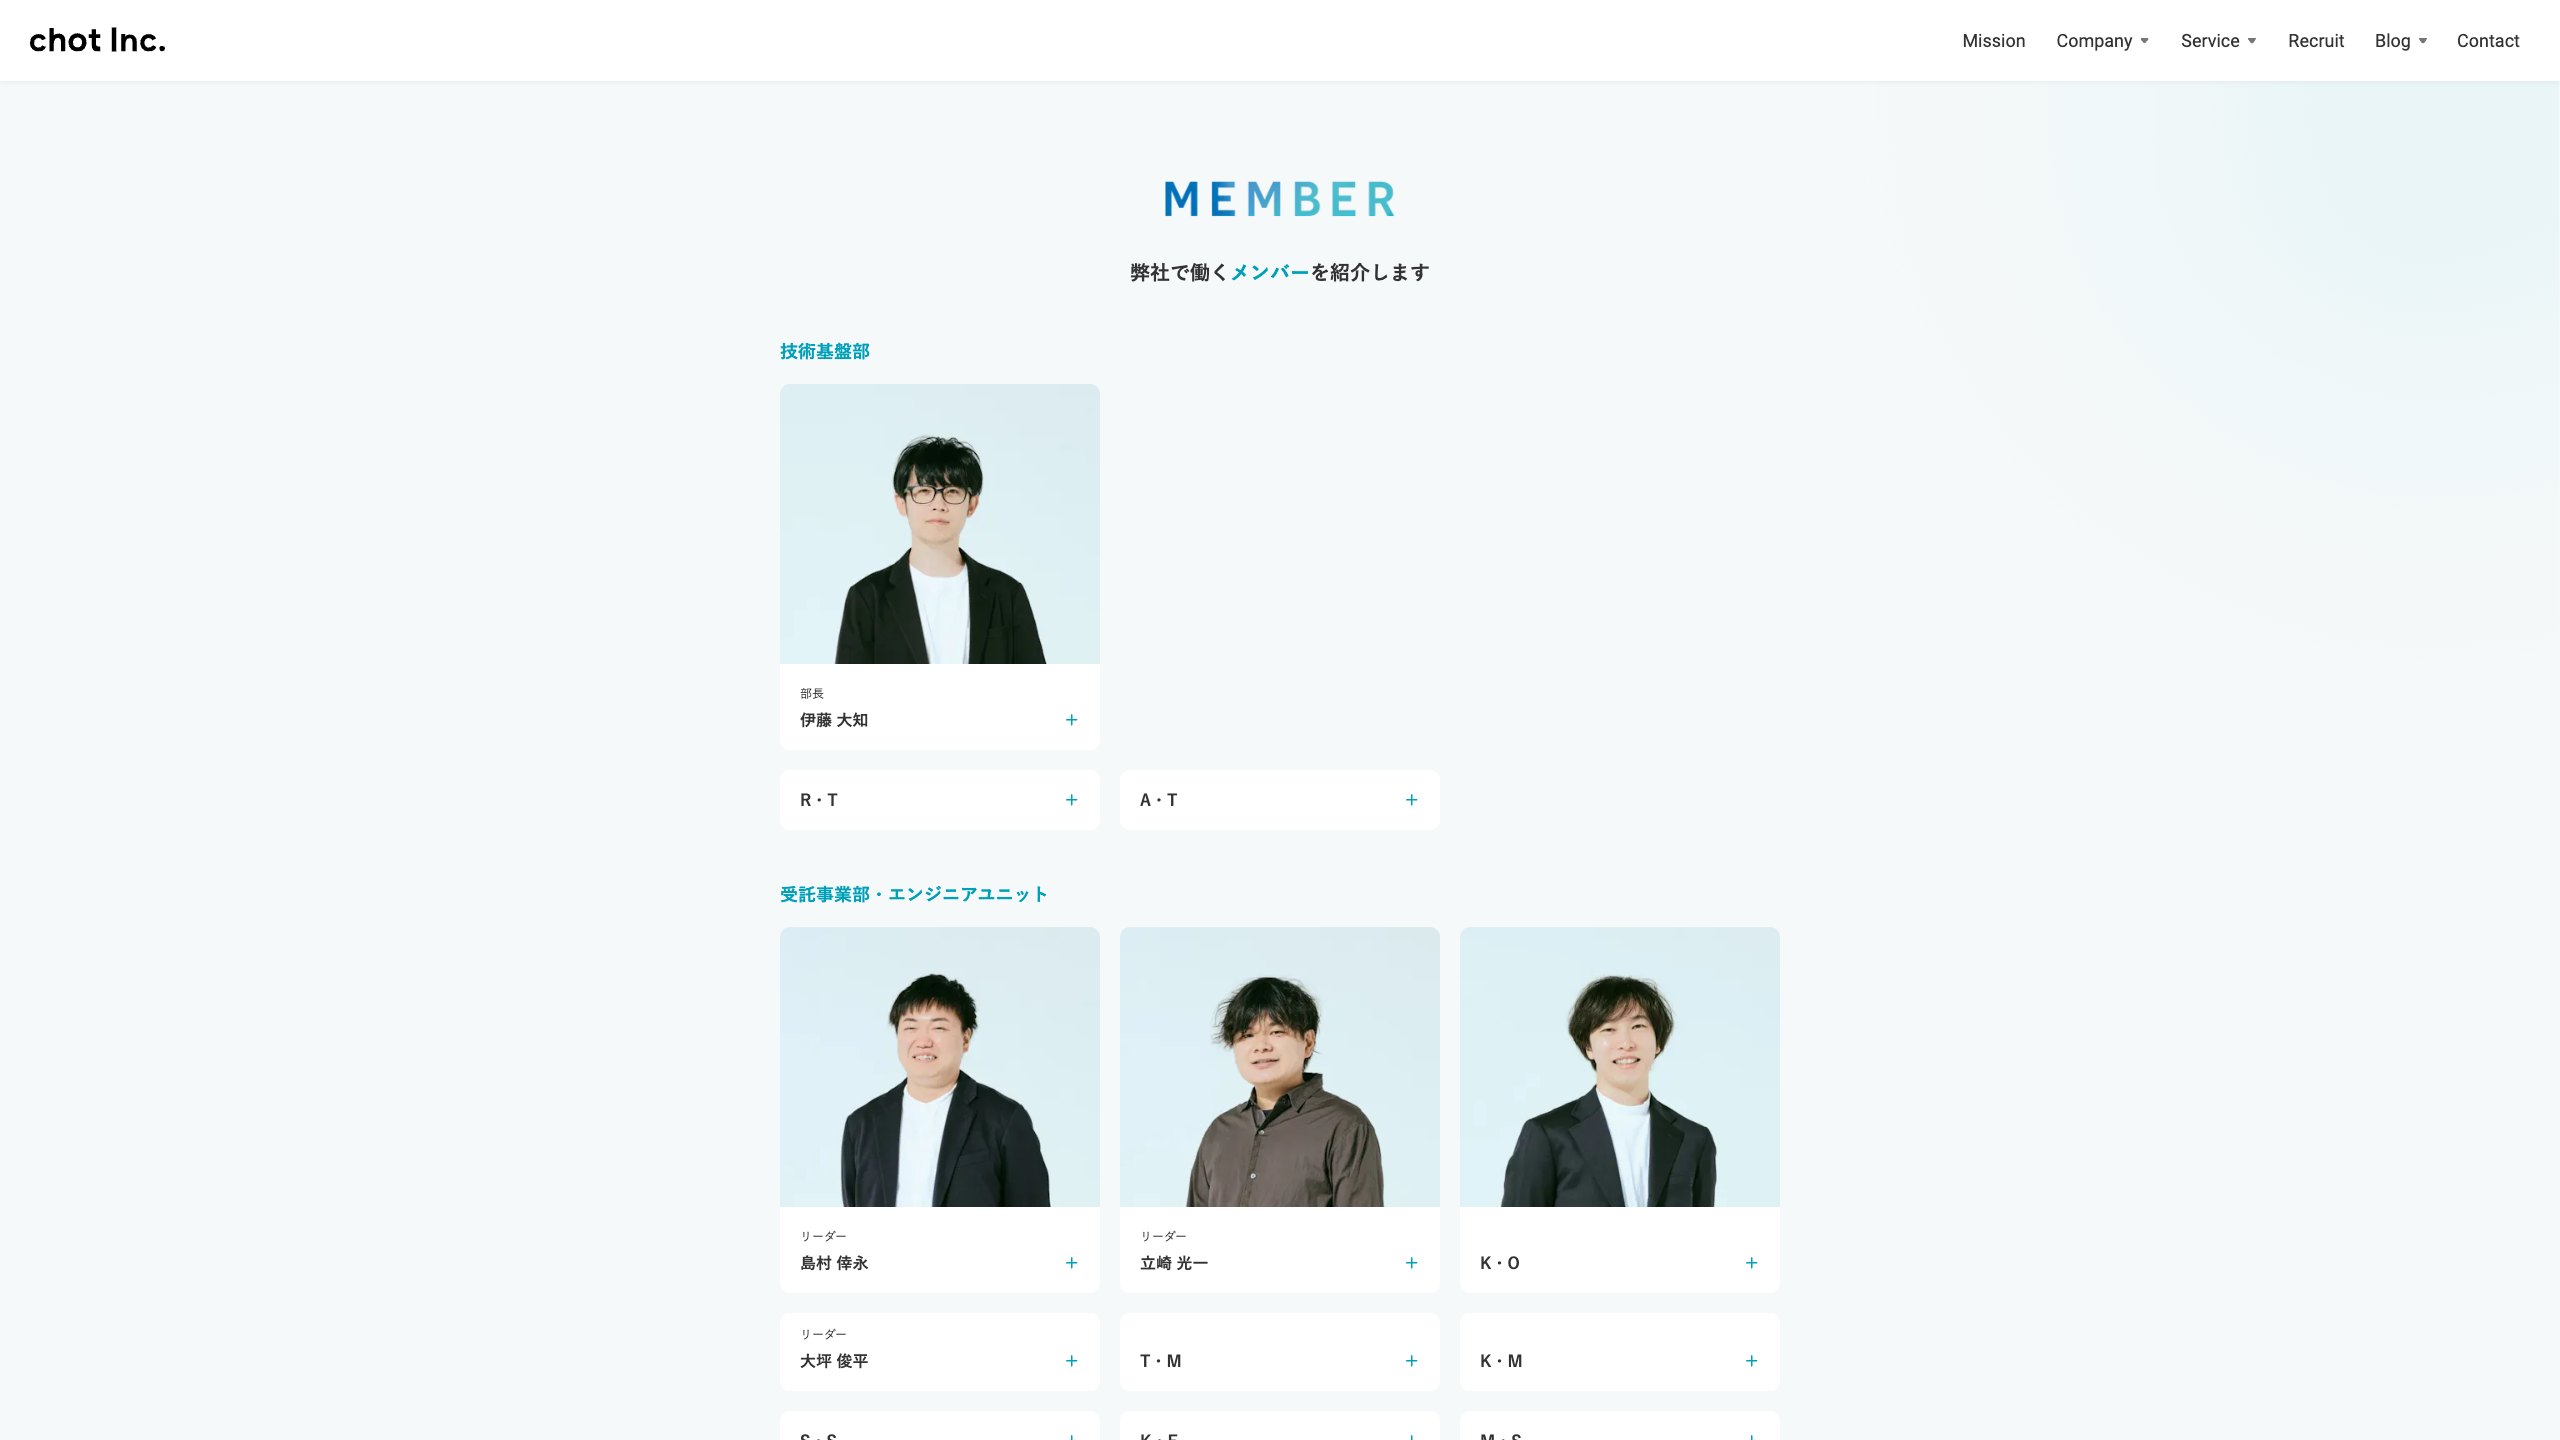 chot Inc.
Mission Company Service Recruit Blog Contact
MEMBER
弊社で働くメンバーを紹介します
技術基盤部
部長
伊藤 大知
R・T
A・T
受託事業部・エンジニアユニット
リーダー
島村 倖永
リーダー
立崎 光一
K・O
リーダー
大坪 俊平
T・M
K・M
S・S
M・S